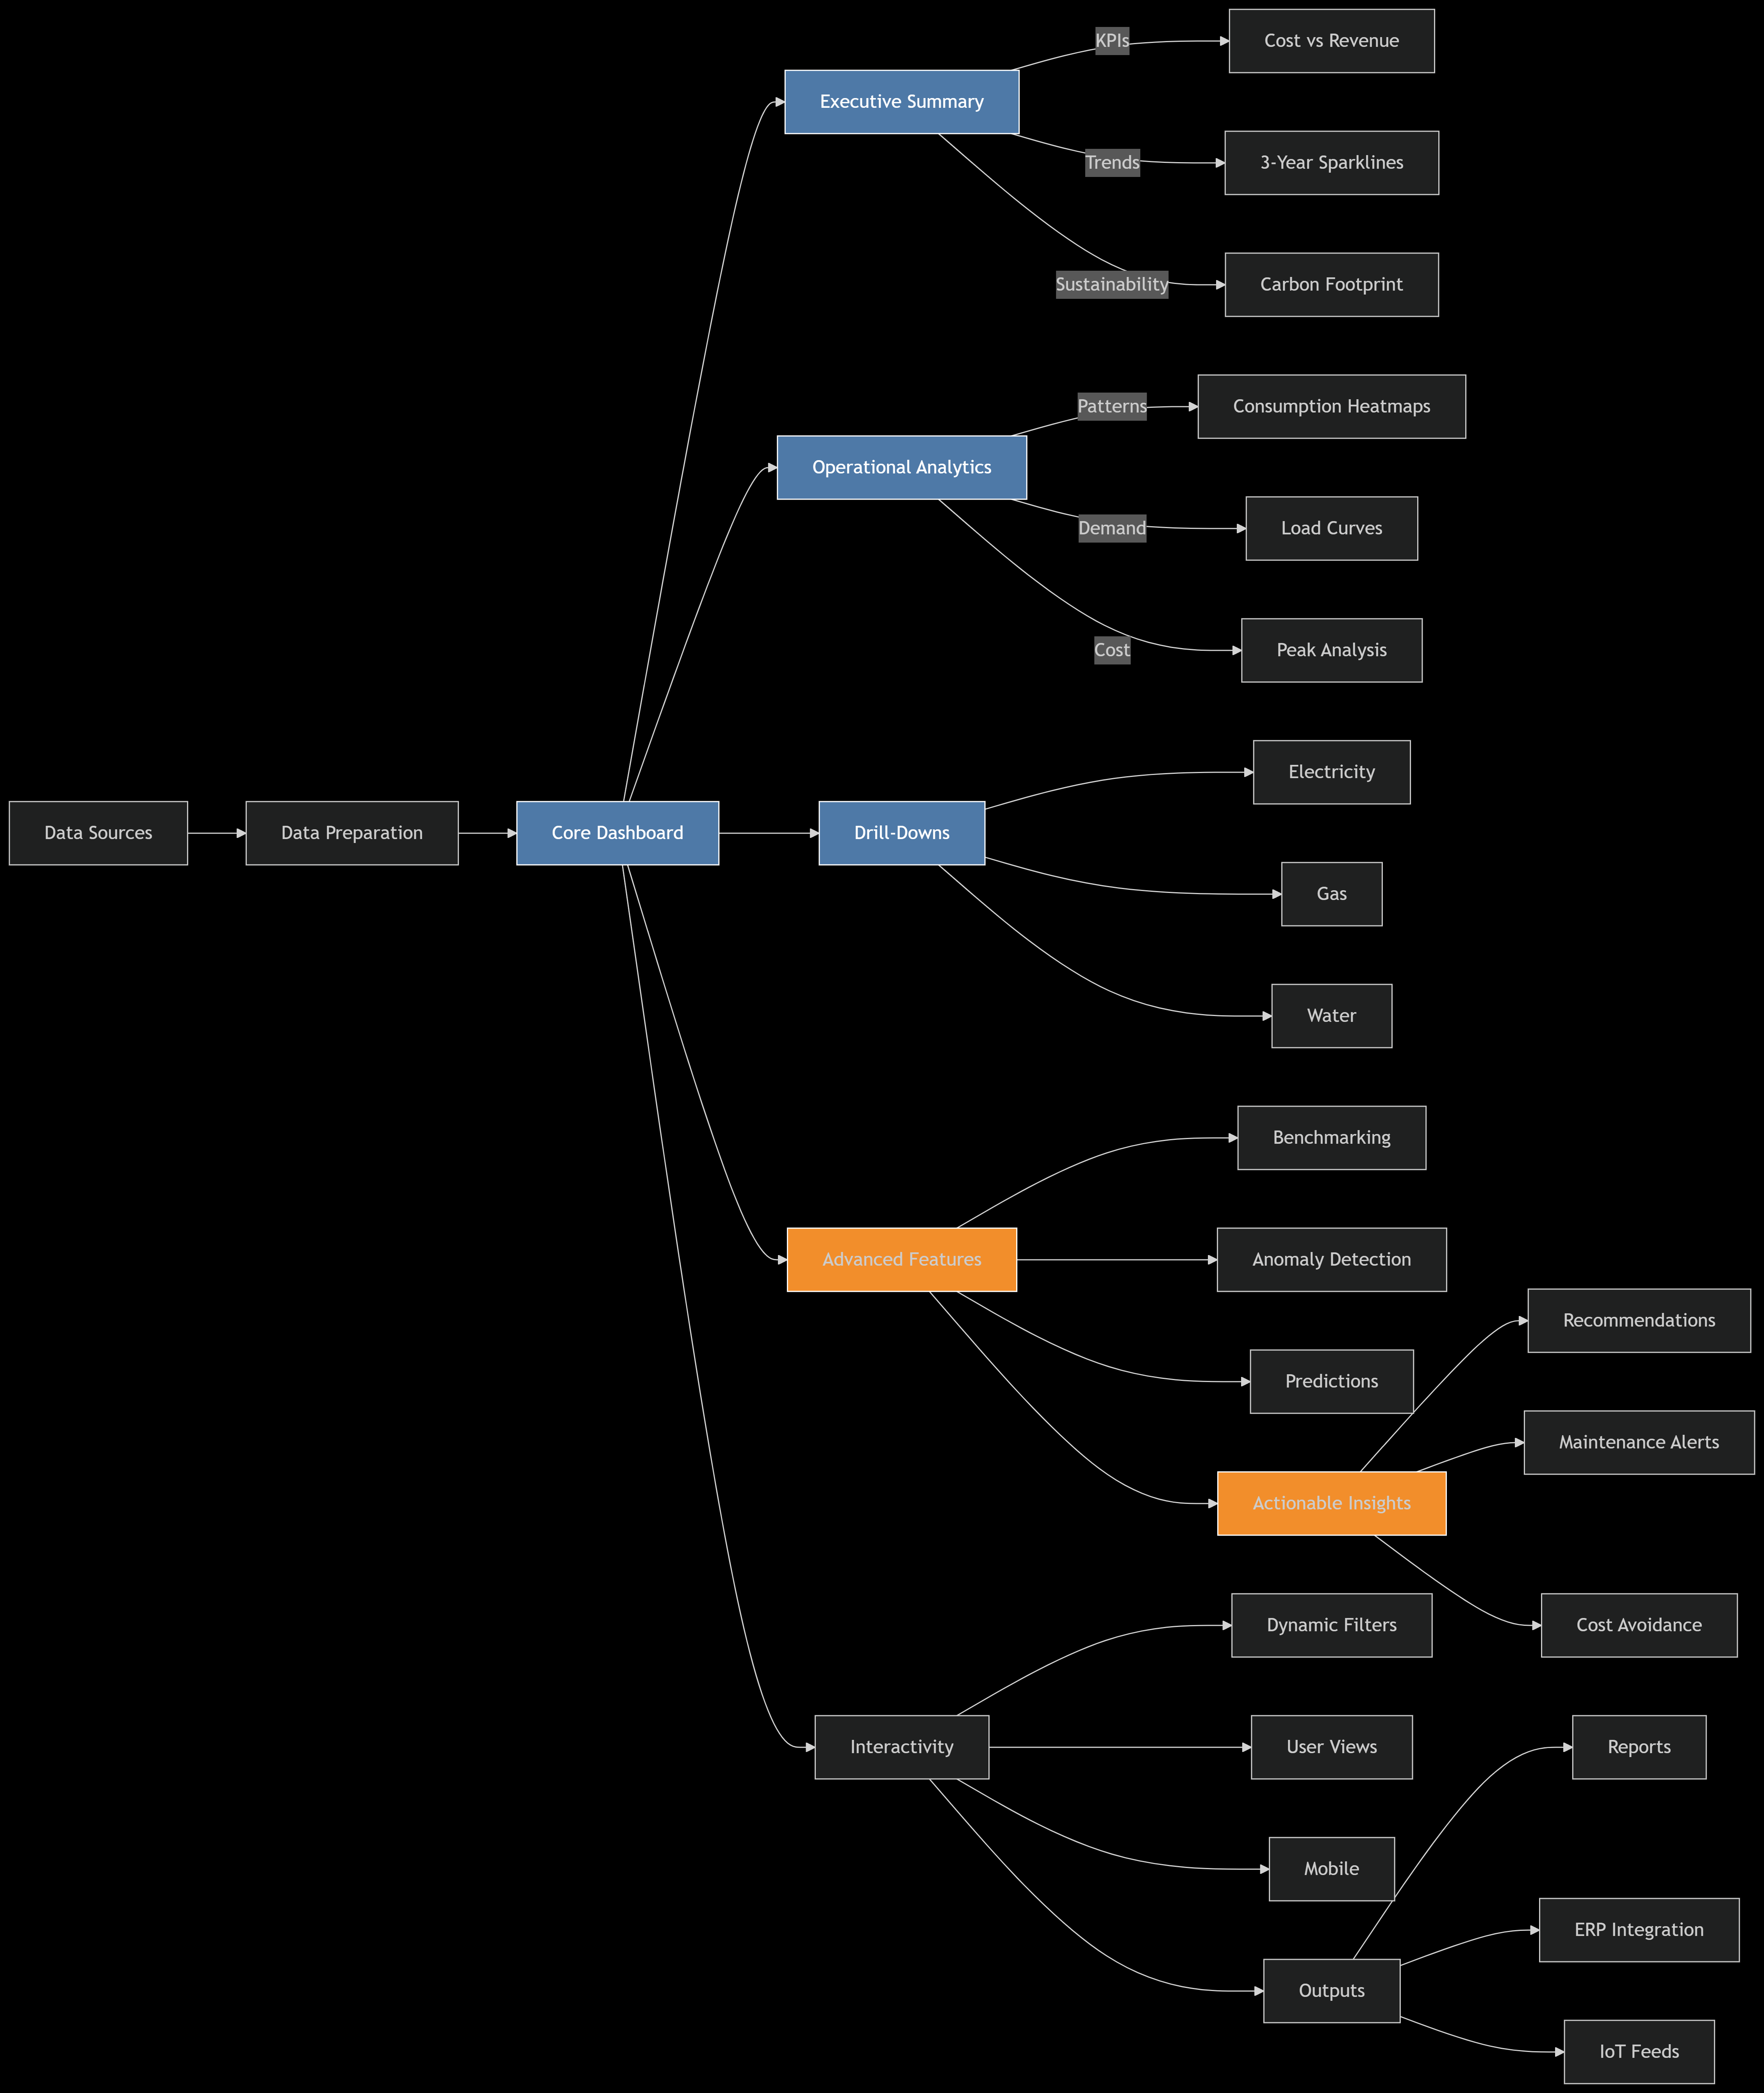 KPIs
Cost vs Revenue
Executive Summary
Trends
3-Year Sparklines
Sustainability
Carbon Footprint
Patterns
Consumption Heatmaps
Operational Analytics
Demand
Load Curves
Cost
Peak Analysis
Electricity
Data Sources
Data Preparation
Core Dashboard
Drill-Downs
Gas
Water
Benchmarking
Advanced Features
Anomaly Detection
Recommendations
Predictions
Maintenance Alerts
Actionable Insights
Dynamic Filters
Cost Avoidance
Interactivity
User Views
Reports
Mobile
ERP Integration
Outputs
IoT Feeds